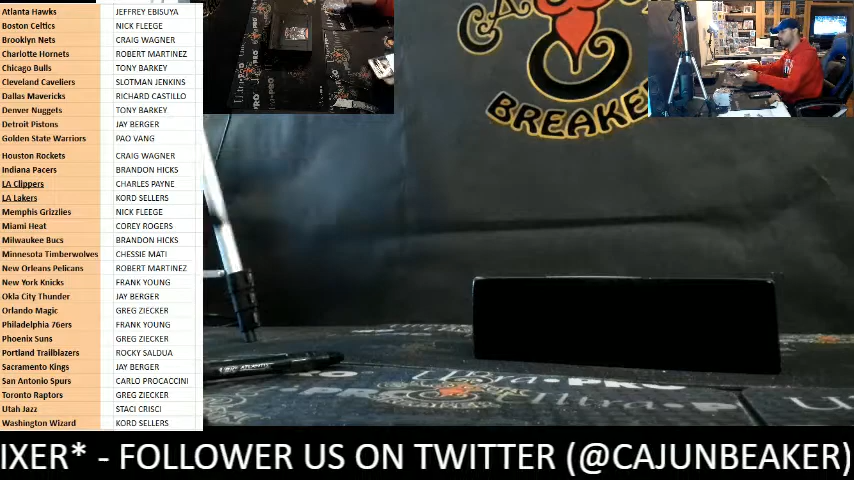 Atlanta Hawks JEFFREY EBISUYA
Boston Celtics NICK FLEEGE
Brooklyn Nets CRAIG WAGNER
Charlotte Hornets ROBERT MARTINEZ
Chicago Bulls TONY BARKEY
Cleveland Caveliers SLOTMAN JENKINS
Dallas Mavericks RICHARD CASTILLO
Denver Nuggets TONY BARKEY
Detroit Pistons JAY BERGER
Golden State Warriors PAO VANG
Houston Rockets CRAIG WAGNER
Indiana Pacers BRANDON HICKS
LA Clippers CHARLES PAYNE
LA Lakers KORD SELLERS
Memphis Grizzlies NICK FLEEGE
Miami Heat COREY ROGERS
Milwaukee Bucs BRANDON HICKS
Minnesota Timberwolves CHESSIE MATI
New Orleans Pelicans ROBERT MARTINEZ
New York Knicks FRANK YOUNG
Okla City Thunder JAY BERGER
Orlando Magic GREG ZIECKER
Philadelphia 76ers FRANK YOUNG
Phoenix Suns GREG ZIECKER
Portland Trailblazers ROCKY SALDUA
Sacramento Kings JAY BERGER
San Antonio Spurs CARLO PROCACCINI
Toronto Raptors GREG ZIECKER
Utah Jazz STACI CRISCI
Washington Wizard KORD SELLERS
BREAKE
Ultra PRO
Ultra-P
IXER* - FOLLOWER US ON TWITTER (@CAJUNBEAKER)